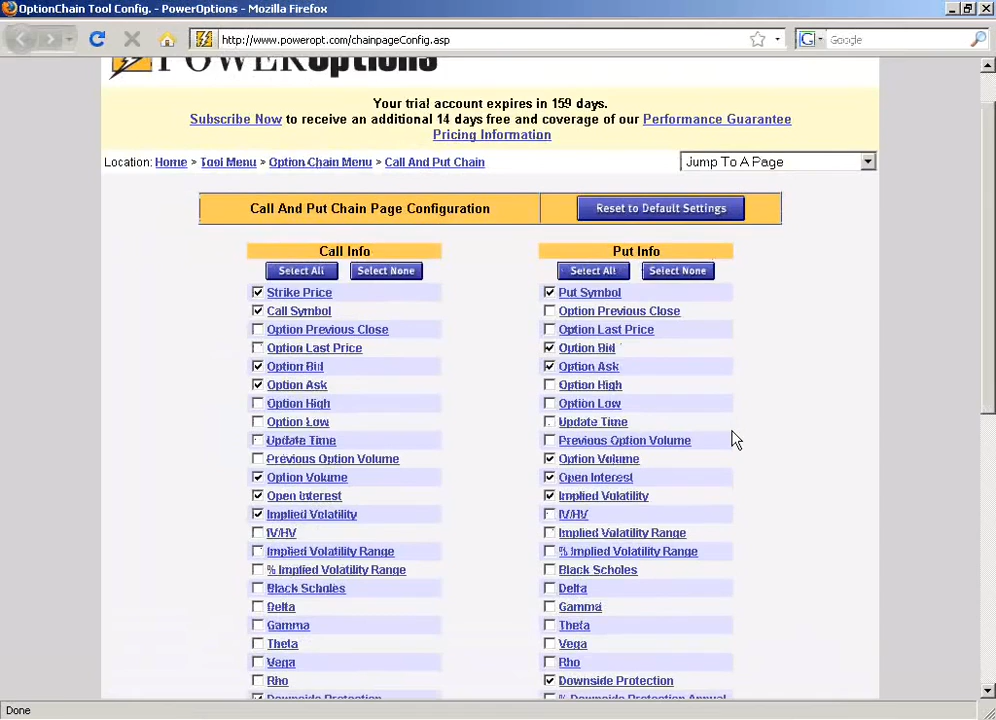 OptionChain Tool Config. - PowerOptions - Mozilla Firefox
http://www.poweropt.com/chainpageConfig.asp
Google
POWEROptions
Your trial account expires in 159 days.
Subscribe Now to receive an additional 14 days free and coverage of our Performance Guarantee
Pricing Information
Location: Home > Tool Menu > Option Chain Menu > Call And Put Chain
Jump To A Page
Call And Put Chain Page Configuration
Reset to Default Settings
Call Info
Select All Select None
Strike Price
Call Symbol
Option Previous Close
Option Last Price
Option Bid
Option Ask
Option High
Option Low
Update Time
Previous Option Volume
Option Volume
Open Interest
Implied Volatility
IV/HV
Implied Volatility Range
% Implied Volatility Range
Black Scholes
Delta
Gamma
Theta
Vega
Rho
Downside Protection
Put Info
Select All Select None
Put Symbol
Option Previous Close
Option Last Price
Option Bid
Option Ask
Option High
Option Low
Update Time
Previous Option Volume
Option Volume
Open Interest
Implied Volatility
IV/HV
Implied Volatility Range
% Implied Volatility Range
Black Scholes
Delta
Gamma
Theta
Vega
Rho
Downside Protection
% Downside Protection Annual
Done